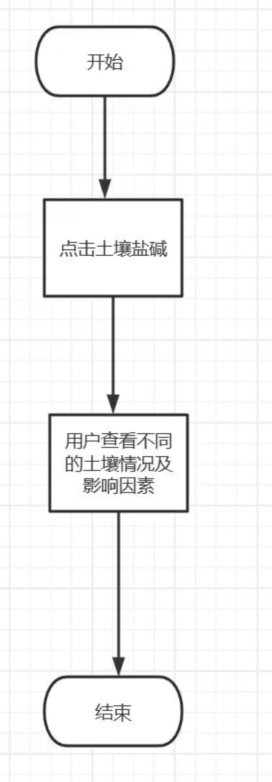 开始
点击土壤盐碱
用户查看不同
的土壤情况及
影响因素
结束